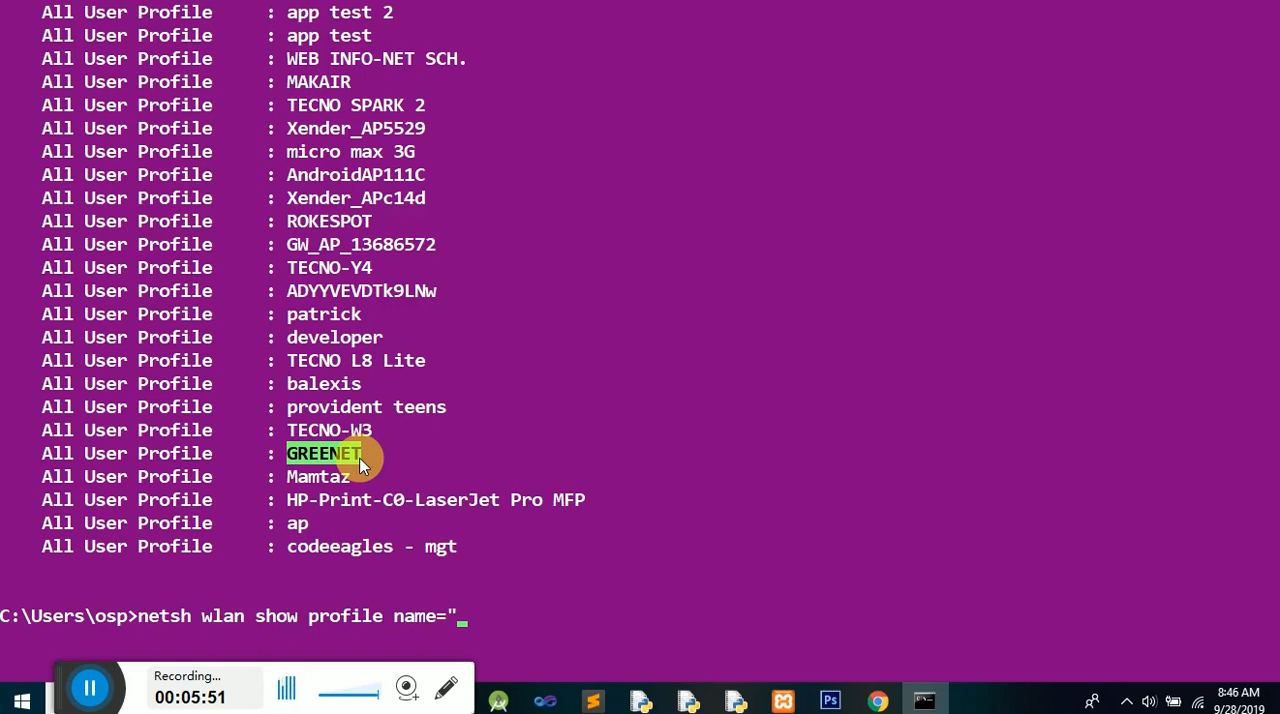 All User Profile : app test 2
All User Profile : app test
All User Profile : WEB INFO-NET SCH.
All User Profile : MAKAIR
All User Profile : TECNO SPARK 2
All User Profile : Xender_AP5529
All User Profile : micro max 3G
All User Profile : AndroidAP111C
All User Profile : Xender_APc14d
All User Profile : ROKESPOT
All User Profile : GW_AP_13686572
All User Profile : TECNO-Y4
All User Profile : ADYYVEVDTk9LNw
All User Profile : patrick
All User Profile : developer
All User Profile : TECNO L8 Lite
All User Profile : balexis
All User Profile : provident teens
All User Profile : TECNO-W3
All User Profile : GREENET
All User Profile : Mamtaz
All User Profile : HP-Print-C0-LaserJet Pro MFP
All User Profile : ap
All User Profile : codeeagles - mgt
C:\Users\osp>netsh wlan show profile name="
Recording...
00:05:51
Ps
8:46 AM
9/28/2019